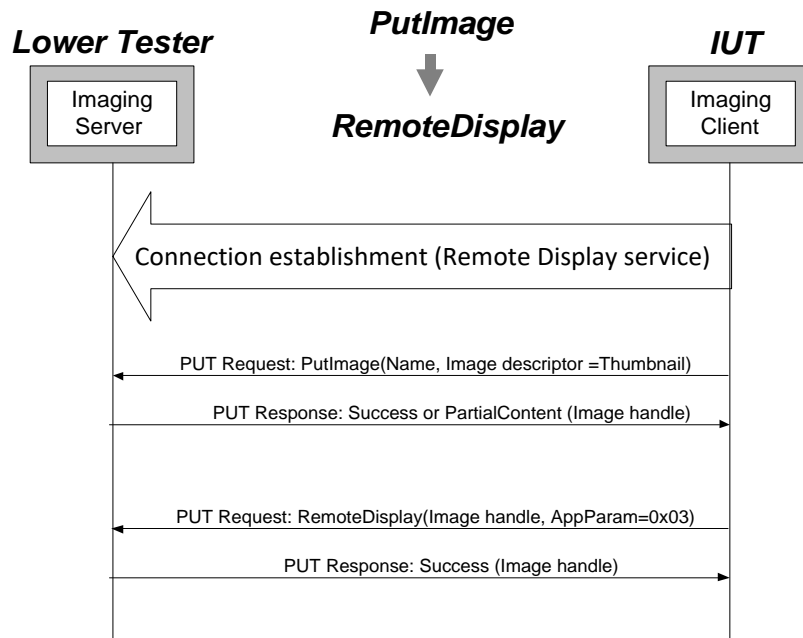 Lower Tester
PutImage
IUT
Imaging
Server
RemoteDisplay
Imaging
Client
Connection establishment (Remote Display service)
PUT Request: PutImage(Name, Image descriptor =Thumbnail)
PUT Response: Success or PartialContent (Image handle)
PUT Request: RemoteDisplay(Image handle, AppParam=0x03)
PUT Response: Success (Image handle)